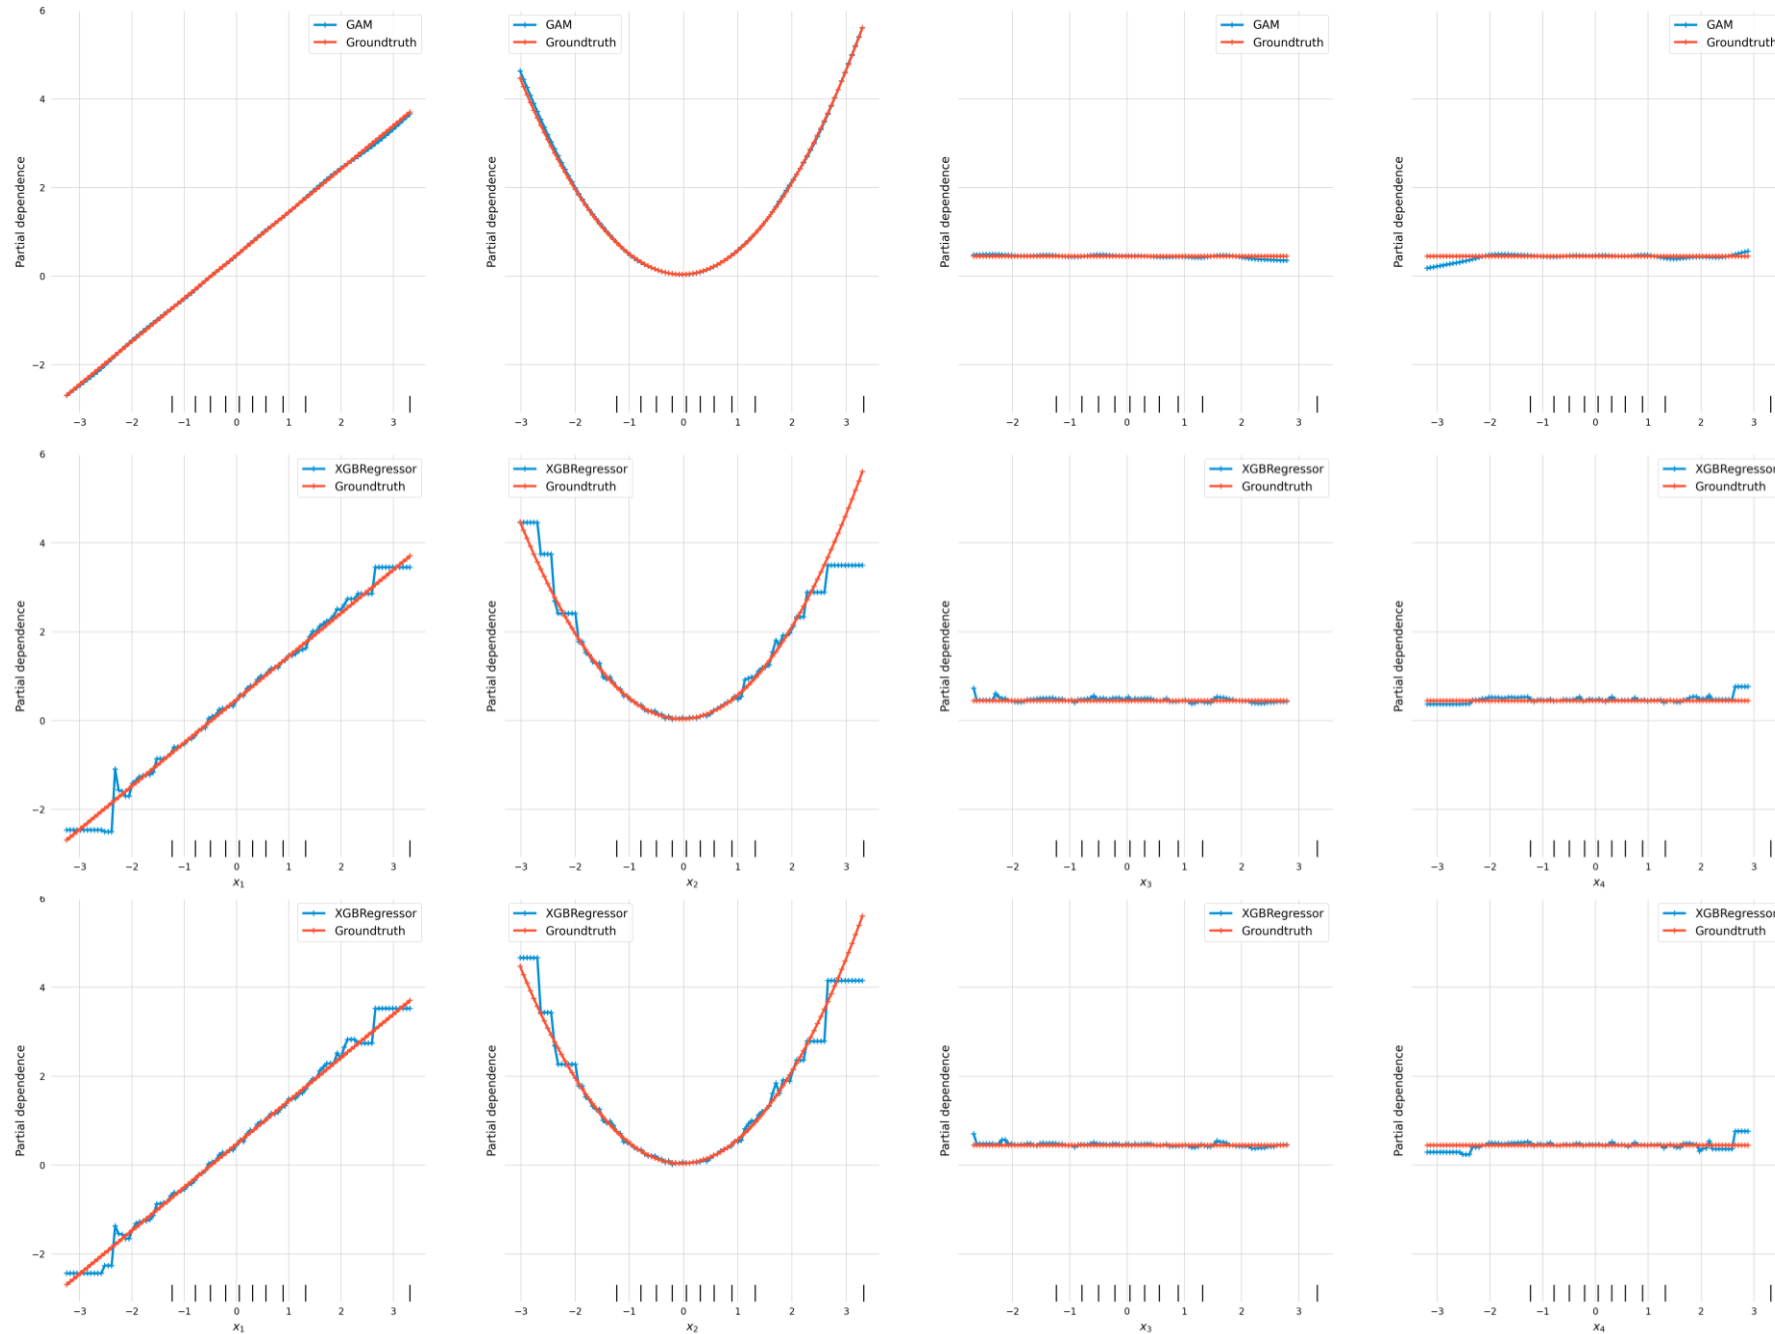 GAM
Groundtruth
GAM
Groundtruth
GAM
Groundtruth
GAM
Groundtruth
Partial dependence
Partial dependence
Partial dependence
Partial dependence
6
4
2
0
−2
−3 −2 −1 0 1 2 3
−3 −2 −1 0 1 2 3
−2 −1 0 1 2 3
−3 −2 −1 0 1 2 3
XGBRegressor
Groundtruth
XGBRegressor
Groundtruth
XGBRegressor
Groundtruth
XGBRegressor
Groundtruth
Partial dependence
Partial dependence
Partial dependence
Partial dependence
6
4
2
0
−2
−3 −2 −1 0 1 2 3
−3 −2 −1 0 1 2 3
−2 −1 0 1 2 3
−3 −2 −1 0 1 2 3
x₁
x₂
x₃
x₄
XGBRegressor
Groundtruth
XGBRegressor
Groundtruth
XGBRegressor
Groundtruth
XGBRegressor
Groundtruth
Partial dependence
Partial dependence
Partial dependence
Partial dependence
6
4
2
0
−2
−3 −2 −1 0 1 2 3
−3 −2 −1 0 1 2 3
−2 −1 0 1 2 3
−3 −2 −1 0 1 2 3
x₁
x₂
x₃
x₄